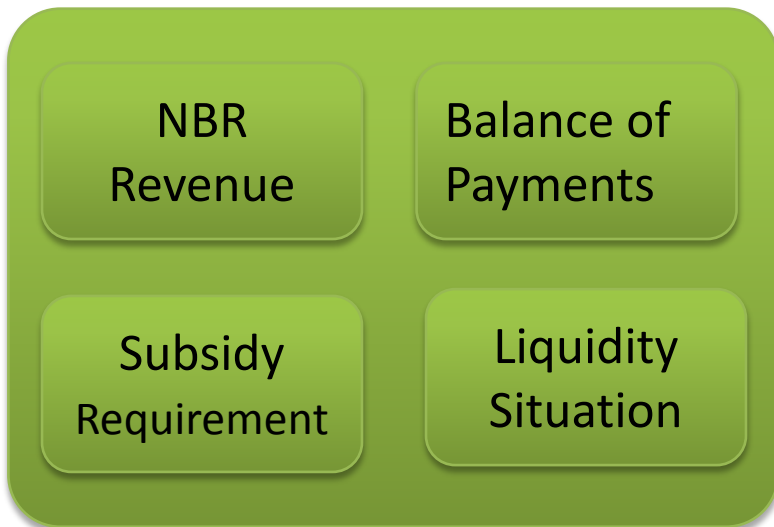 NBR
Revenue
Balance of
Payments
Subsidy
Requirement
Liquidity
Situation